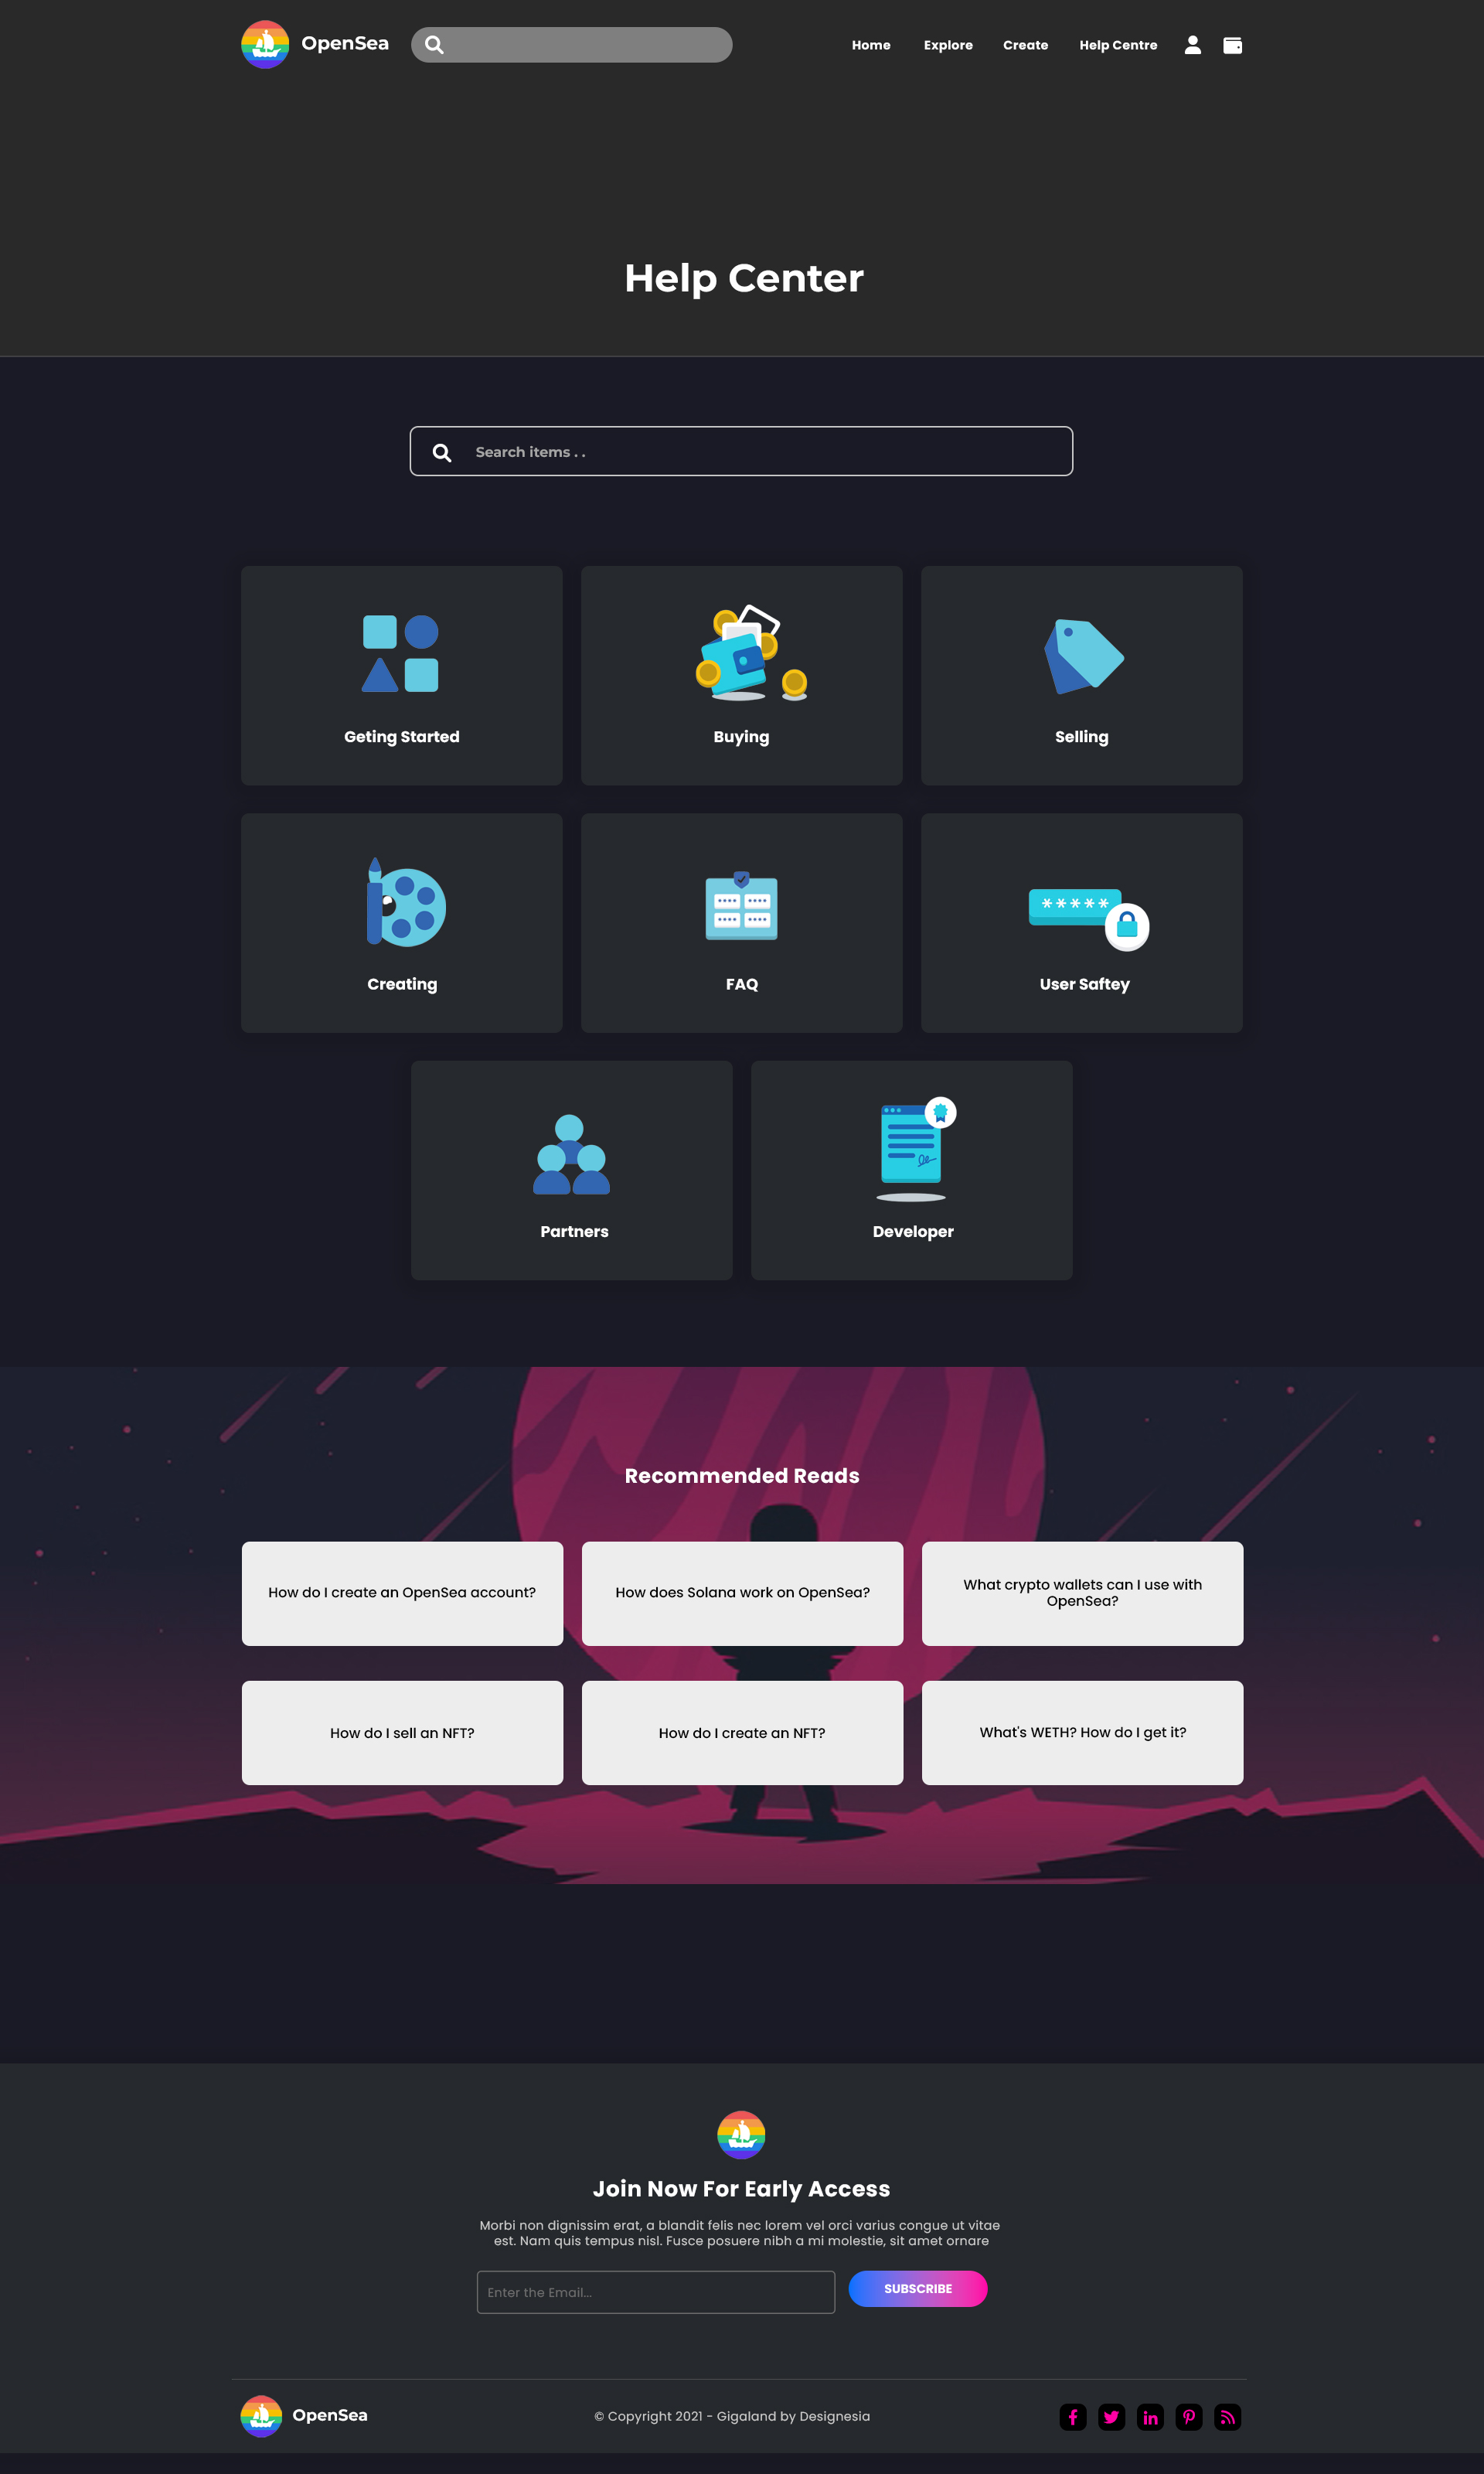 OpenSea
Home
Explore
Create
Help Centre
Help Center
Search items . .
Geting Started
Buying
Selling
Creating
FAQ
*****
User Saftey
Partners
Developer
Recommended Reads
How do I create an OpenSea account?
How does Solana work on OpenSea?
What crypto wallets can I use with
OpenSea?
How do I sell an NFT?
How do I create an NFT?
What's WETH? How do I get it?
Join Now For Early Access
Morbi non dignissim erat, a blandit felis nec lorem vel orci varius congue ut vitae
est. Nam quis tempus nisl. Fusce posuere nibh a mi molestie, sit amet ornare
Enter the Email...
SUBSCRIBE
OpenSea
© Copyright 2021 - Gigaland by Designesia